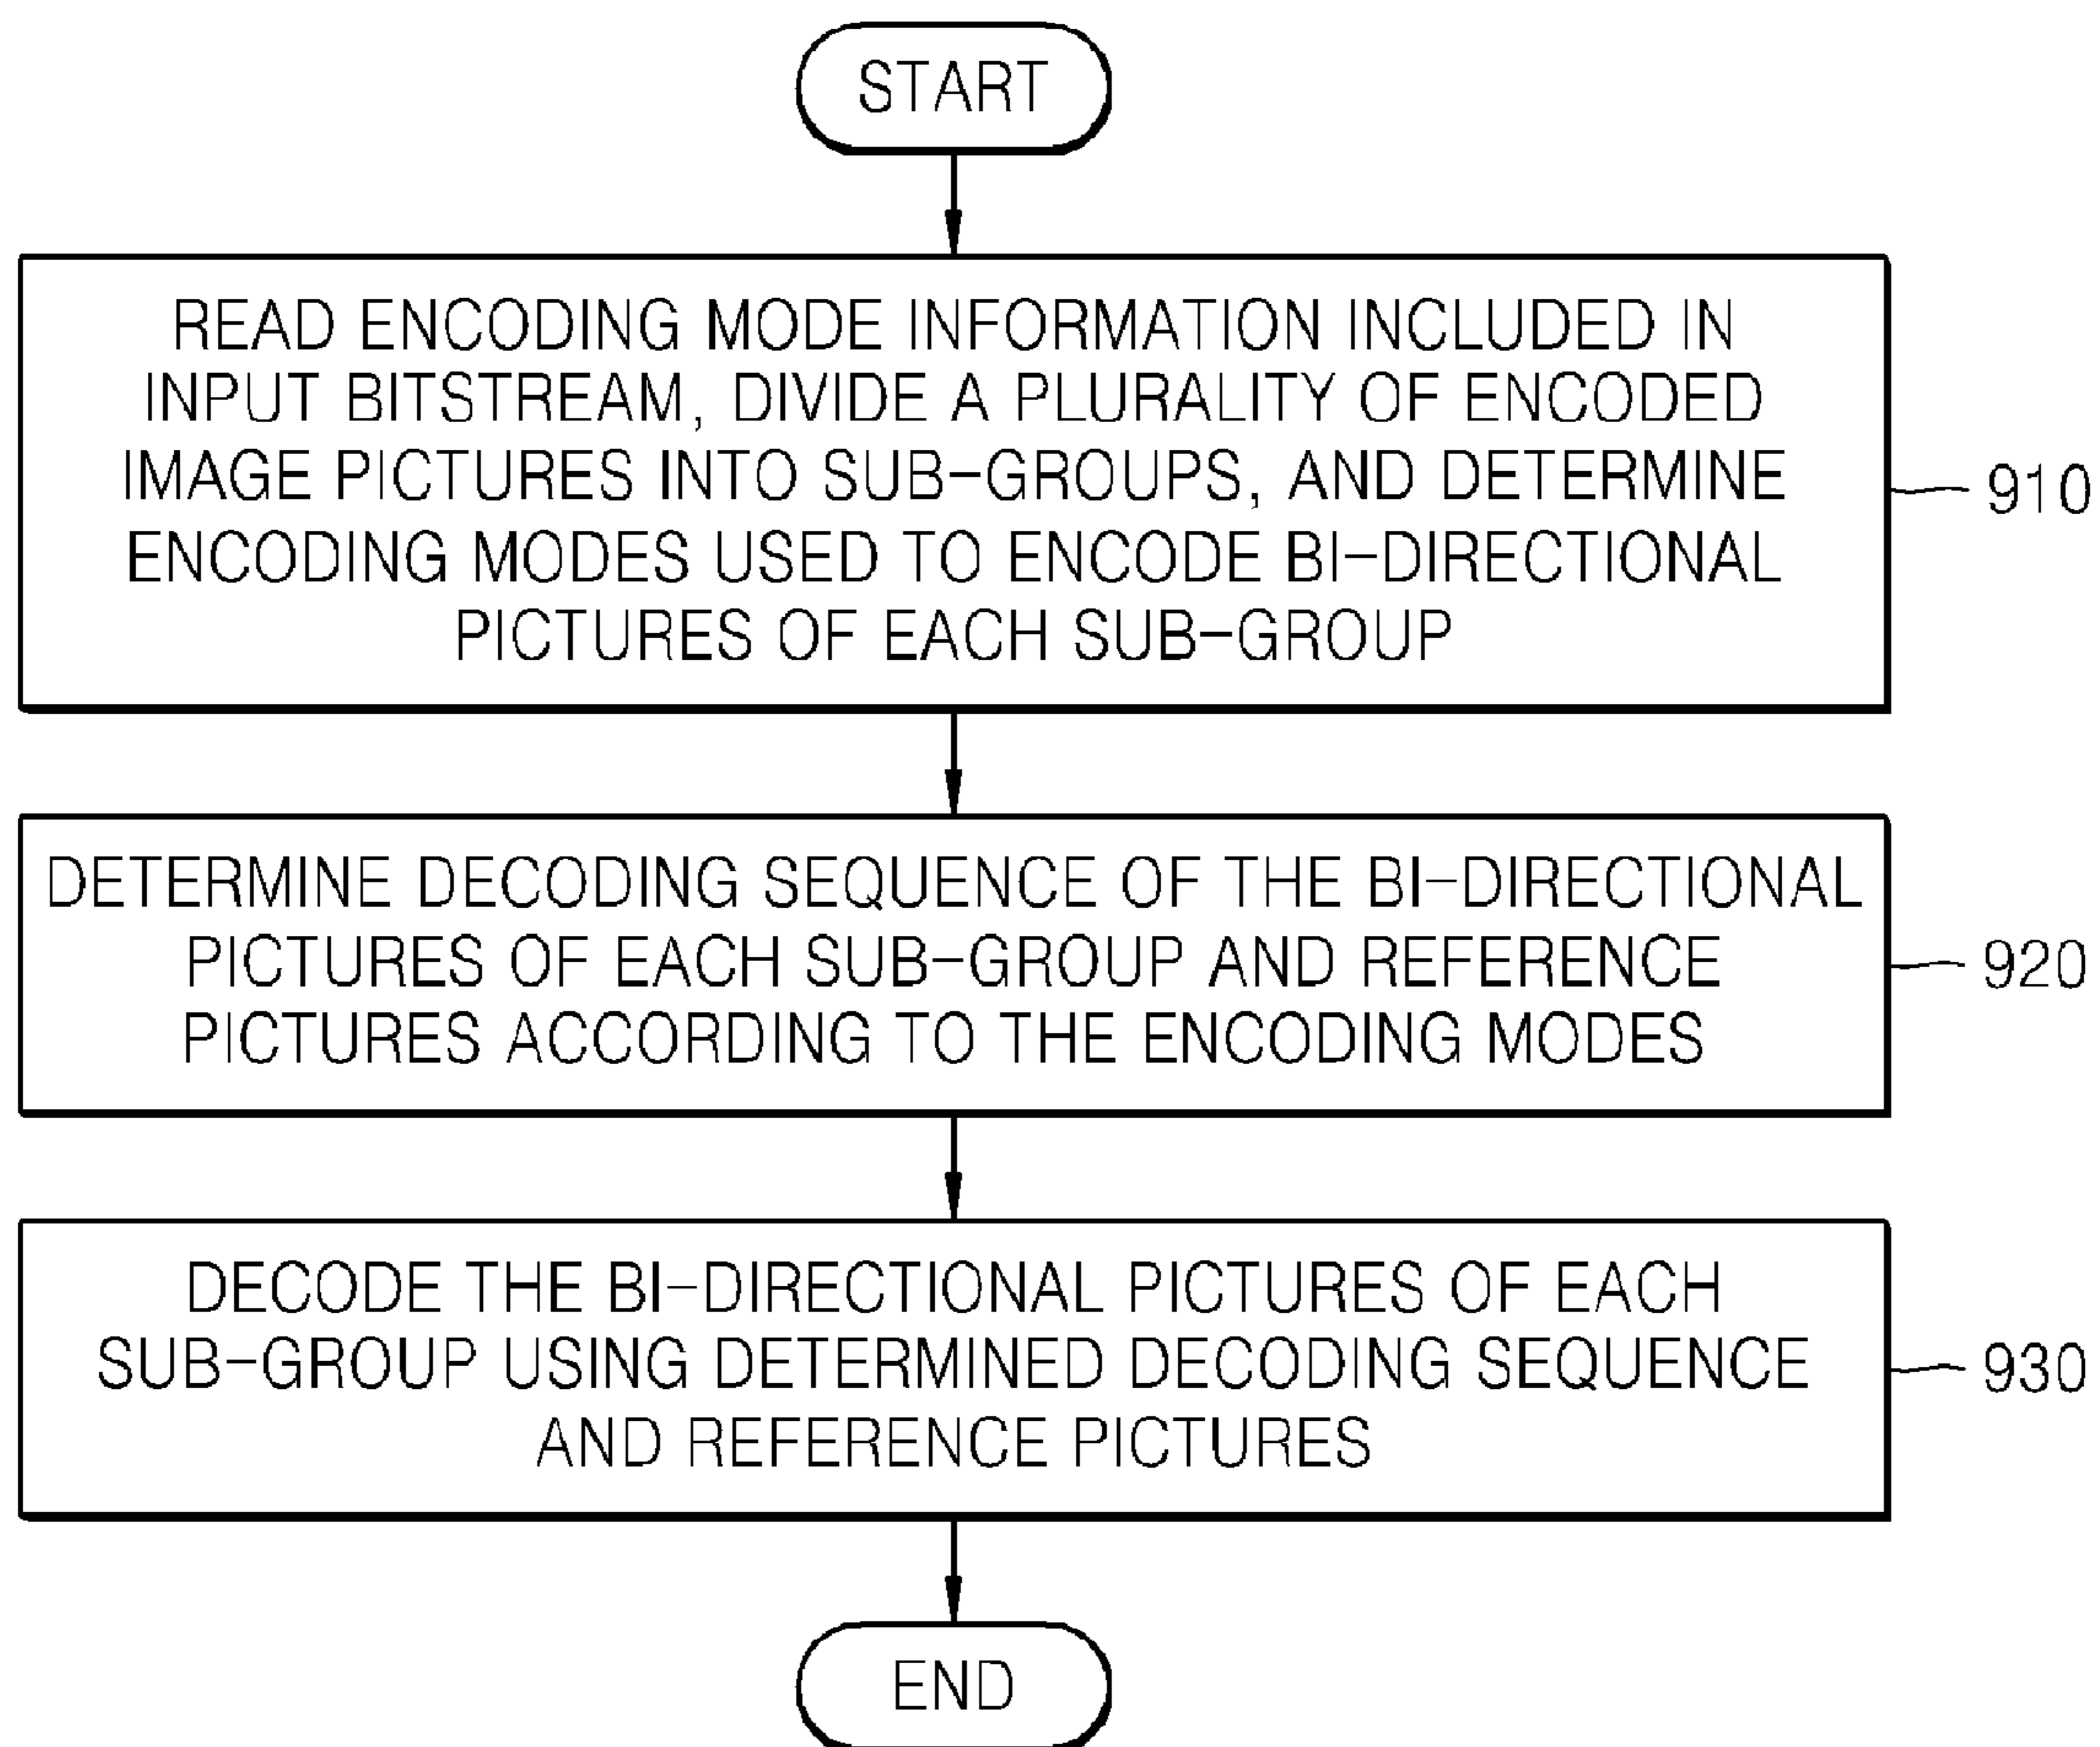 START
READ ENCODING MODE INFORMATION INCLUDED IN
INPUT BITSTREAM, DIVIDE A PLURALITY OF ENCODED
IMAGE PICTURES INTO SUB-GROUPS, AND DETERMINE
ENCODING MODES USED TO ENCODE BI-DIRECTIONAL
PICTURES OF EACH SUB-GROUP
910
DETERMINE DECODING SEQUENCE OF THE BI-DIRECTIONAL
PICTURES OF EACH SUB-GROUP AND REFERENCE
PICTURES ACCORDING TO THE ENCODING MODES
920
DECODE THE BI-DIRECTIONAL PICTURES OF EACH
SUB-GROUP USING DETERMINED DECODING SEQUENCE
AND REFERENCE PICTURES
930
END